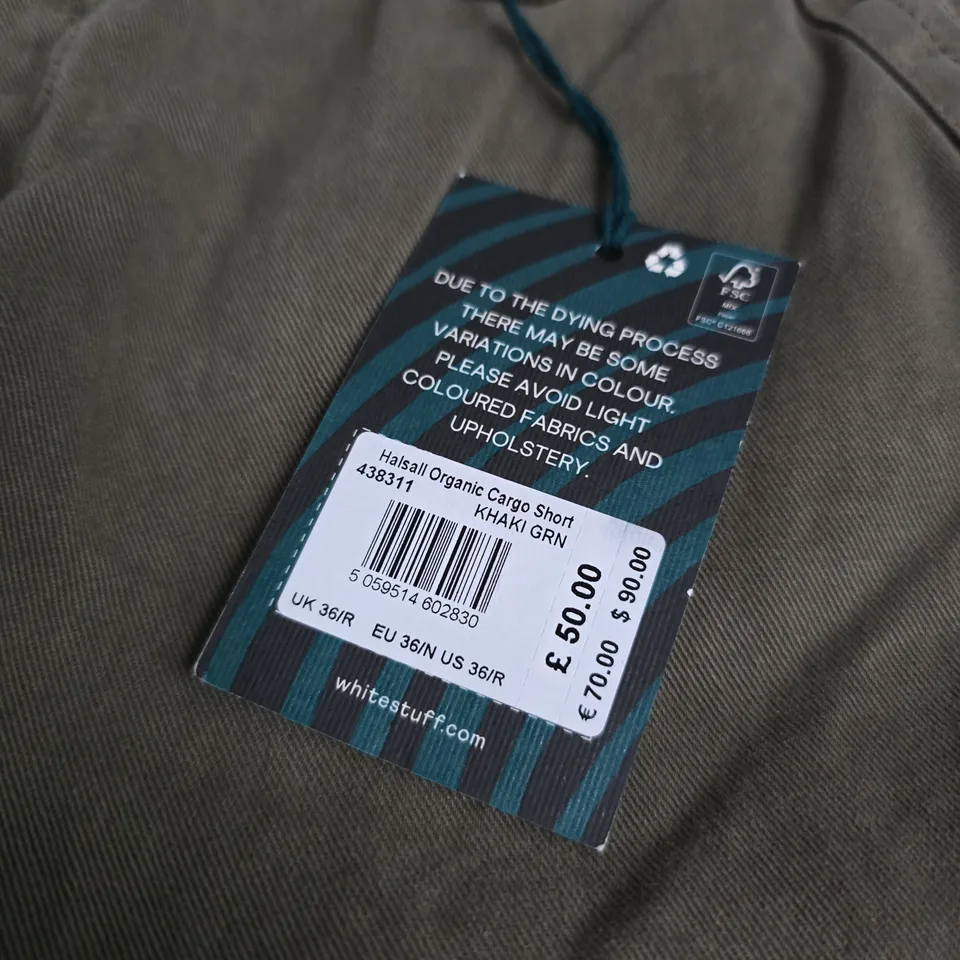 DUE TO THE DYING PROCESS
THERE MAY BE SOME
VARIATIONS IN COLOUR.
PLEASE AVOID LIGHT
COLOURED FABRICS AND
UPHOLSTERY.
FSC
MIX
Halsall Organic Cargo Short
438311
KHAKI GRN
5 059514 602830
UK 36/R EU 36/N US 36/R
£ 50.00
€ 70.00 $ 90.00
whitestuff.com